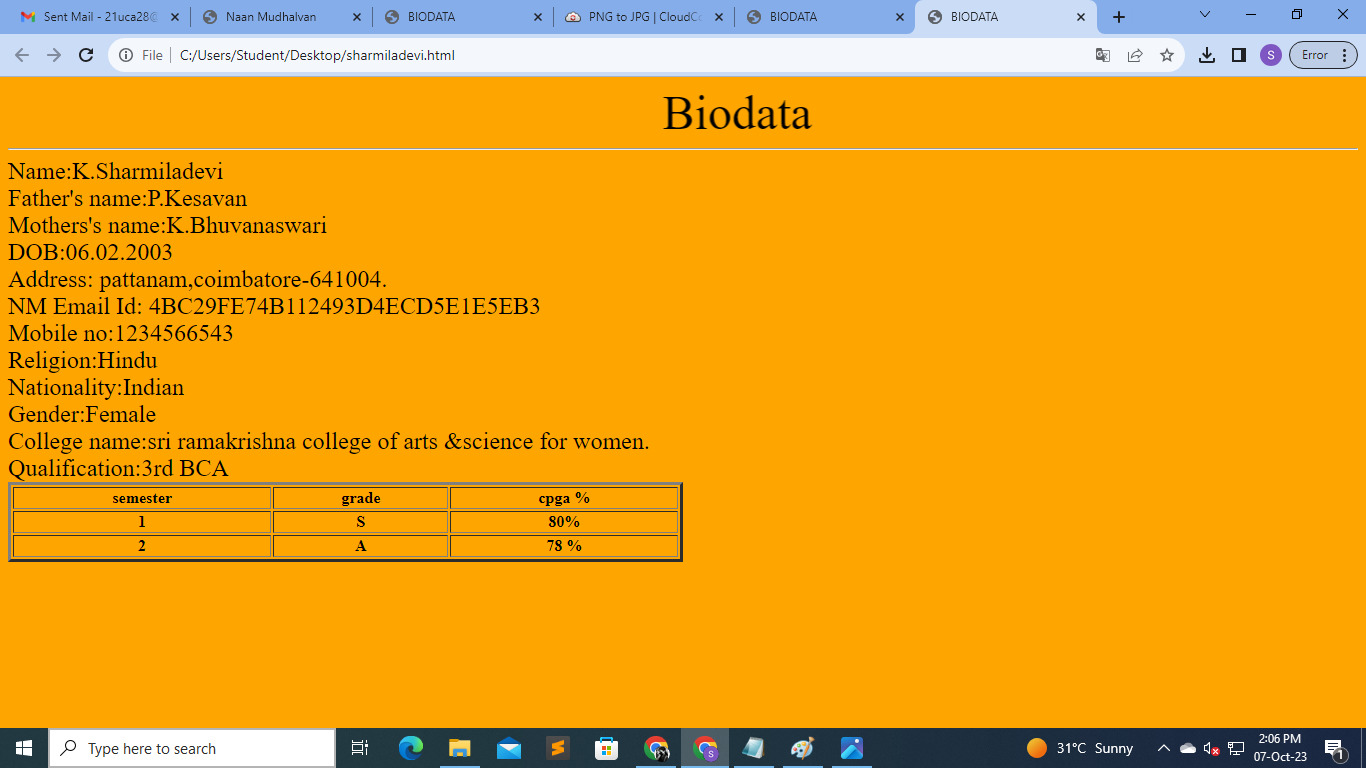 Sent Mail - 21uca28@
Naan Mudhalvan
BIODATA
PNG to JPG | CloudCo
BIODATA
BIODATA
File
C:/Users/Student/Desktop/sharmiladevi.html
S
Error
Biodata
Name:K.Sharmiladevi
Father's name:P.Kesavan
Mothers's name:K.Bhuvanaswari
DOB:06.02.2003
Address: pattanam,coimbatore-641004.
NM Email Id: 4BC29FE74B112493D4ECD5E1E5EB3
Mobile no:1234566543
Religion:Hindu
Nationality:Indian
Gender:Female
College name:sri ramakrishna college of arts &science for women.
Qualification:3rd BCA
semester grade cpga %
1 S 80%
2 A 78 %
Type here to search
31°C Sunny
2:06 PM
07-Oct-23
1